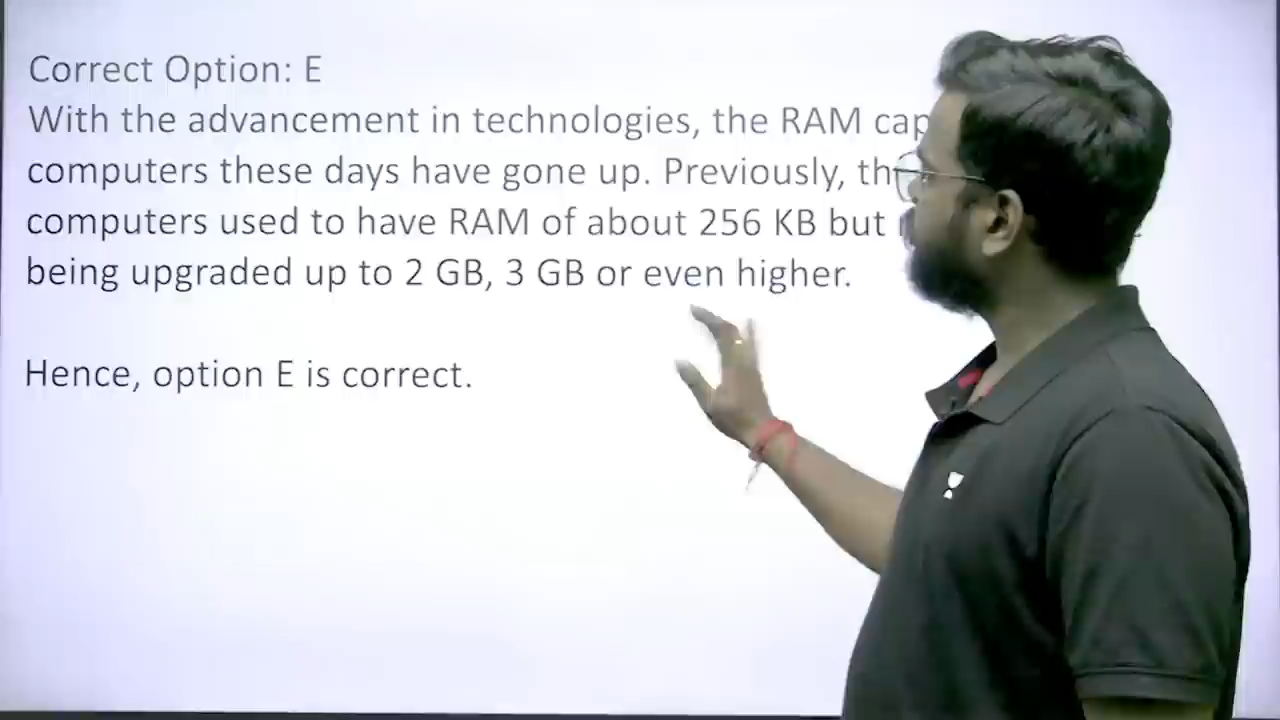 Correct Option: E
With the advancement in technologies, the RAM
computers these days have gone up. Previously,
computers used to have RAM of about 256 KB but
being upgraded up to 2 GB, 3 GB or even higher.
Hence, option E is correct.